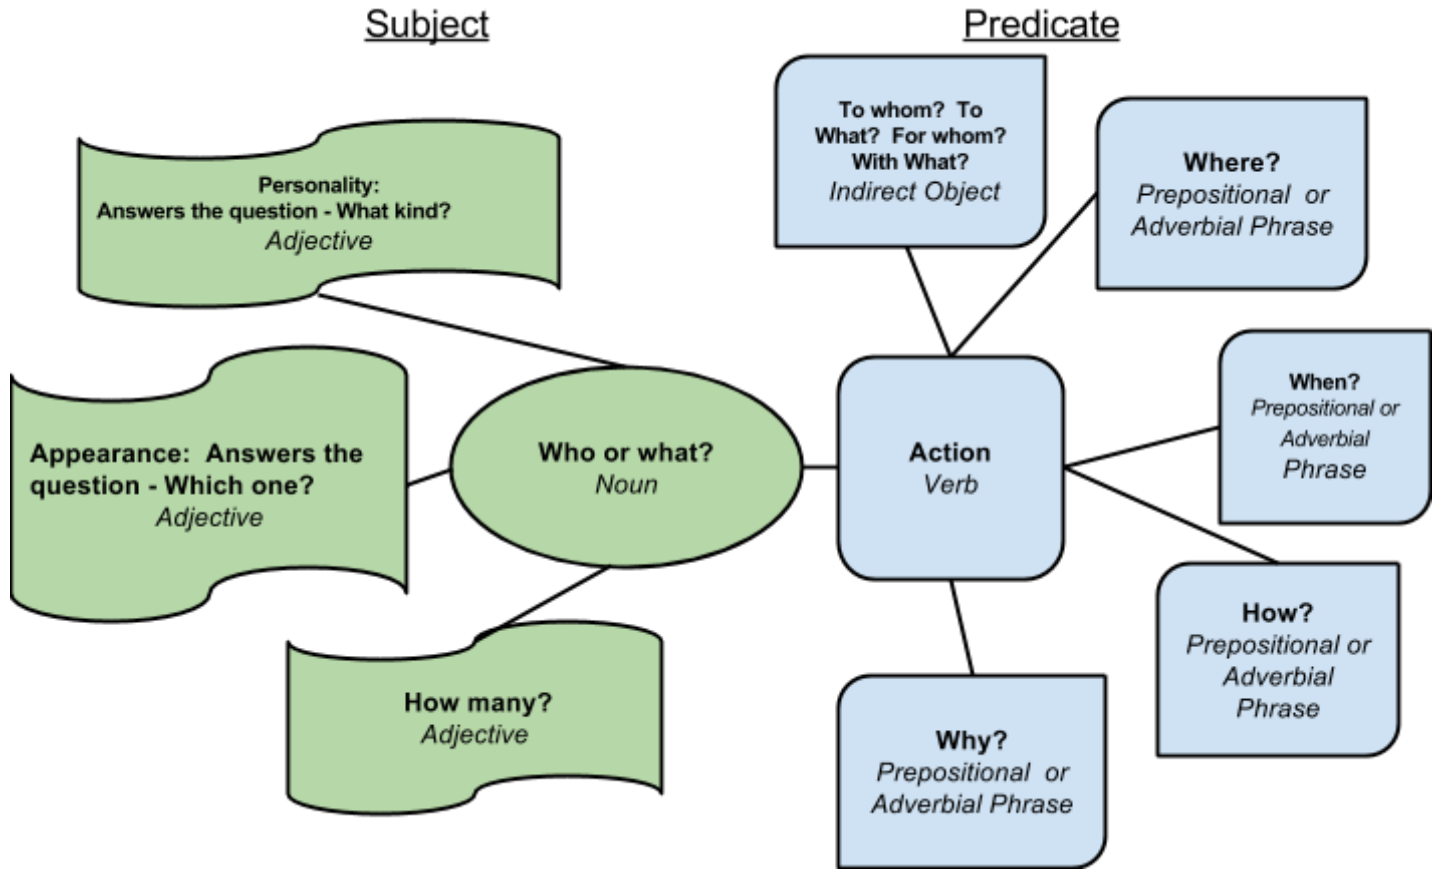 Subject
Predicate
To whom?  To
What?  For whom?
With What?
Indirect Object
Where?
Prepositional  or
Adverbial Phrase
Personality:
Answers the question - What kind?
Adjective
When?
Prepositional or
Adverbial
Phrase
Appearance:  Answers the
question - Which one?
Adjective
Who or what?
Noun
Action
Verb
How?
Prepositional or
Adverbial
Phrase
How many?
Adjective
Why?
Prepositional  or
Adverbial Phrase